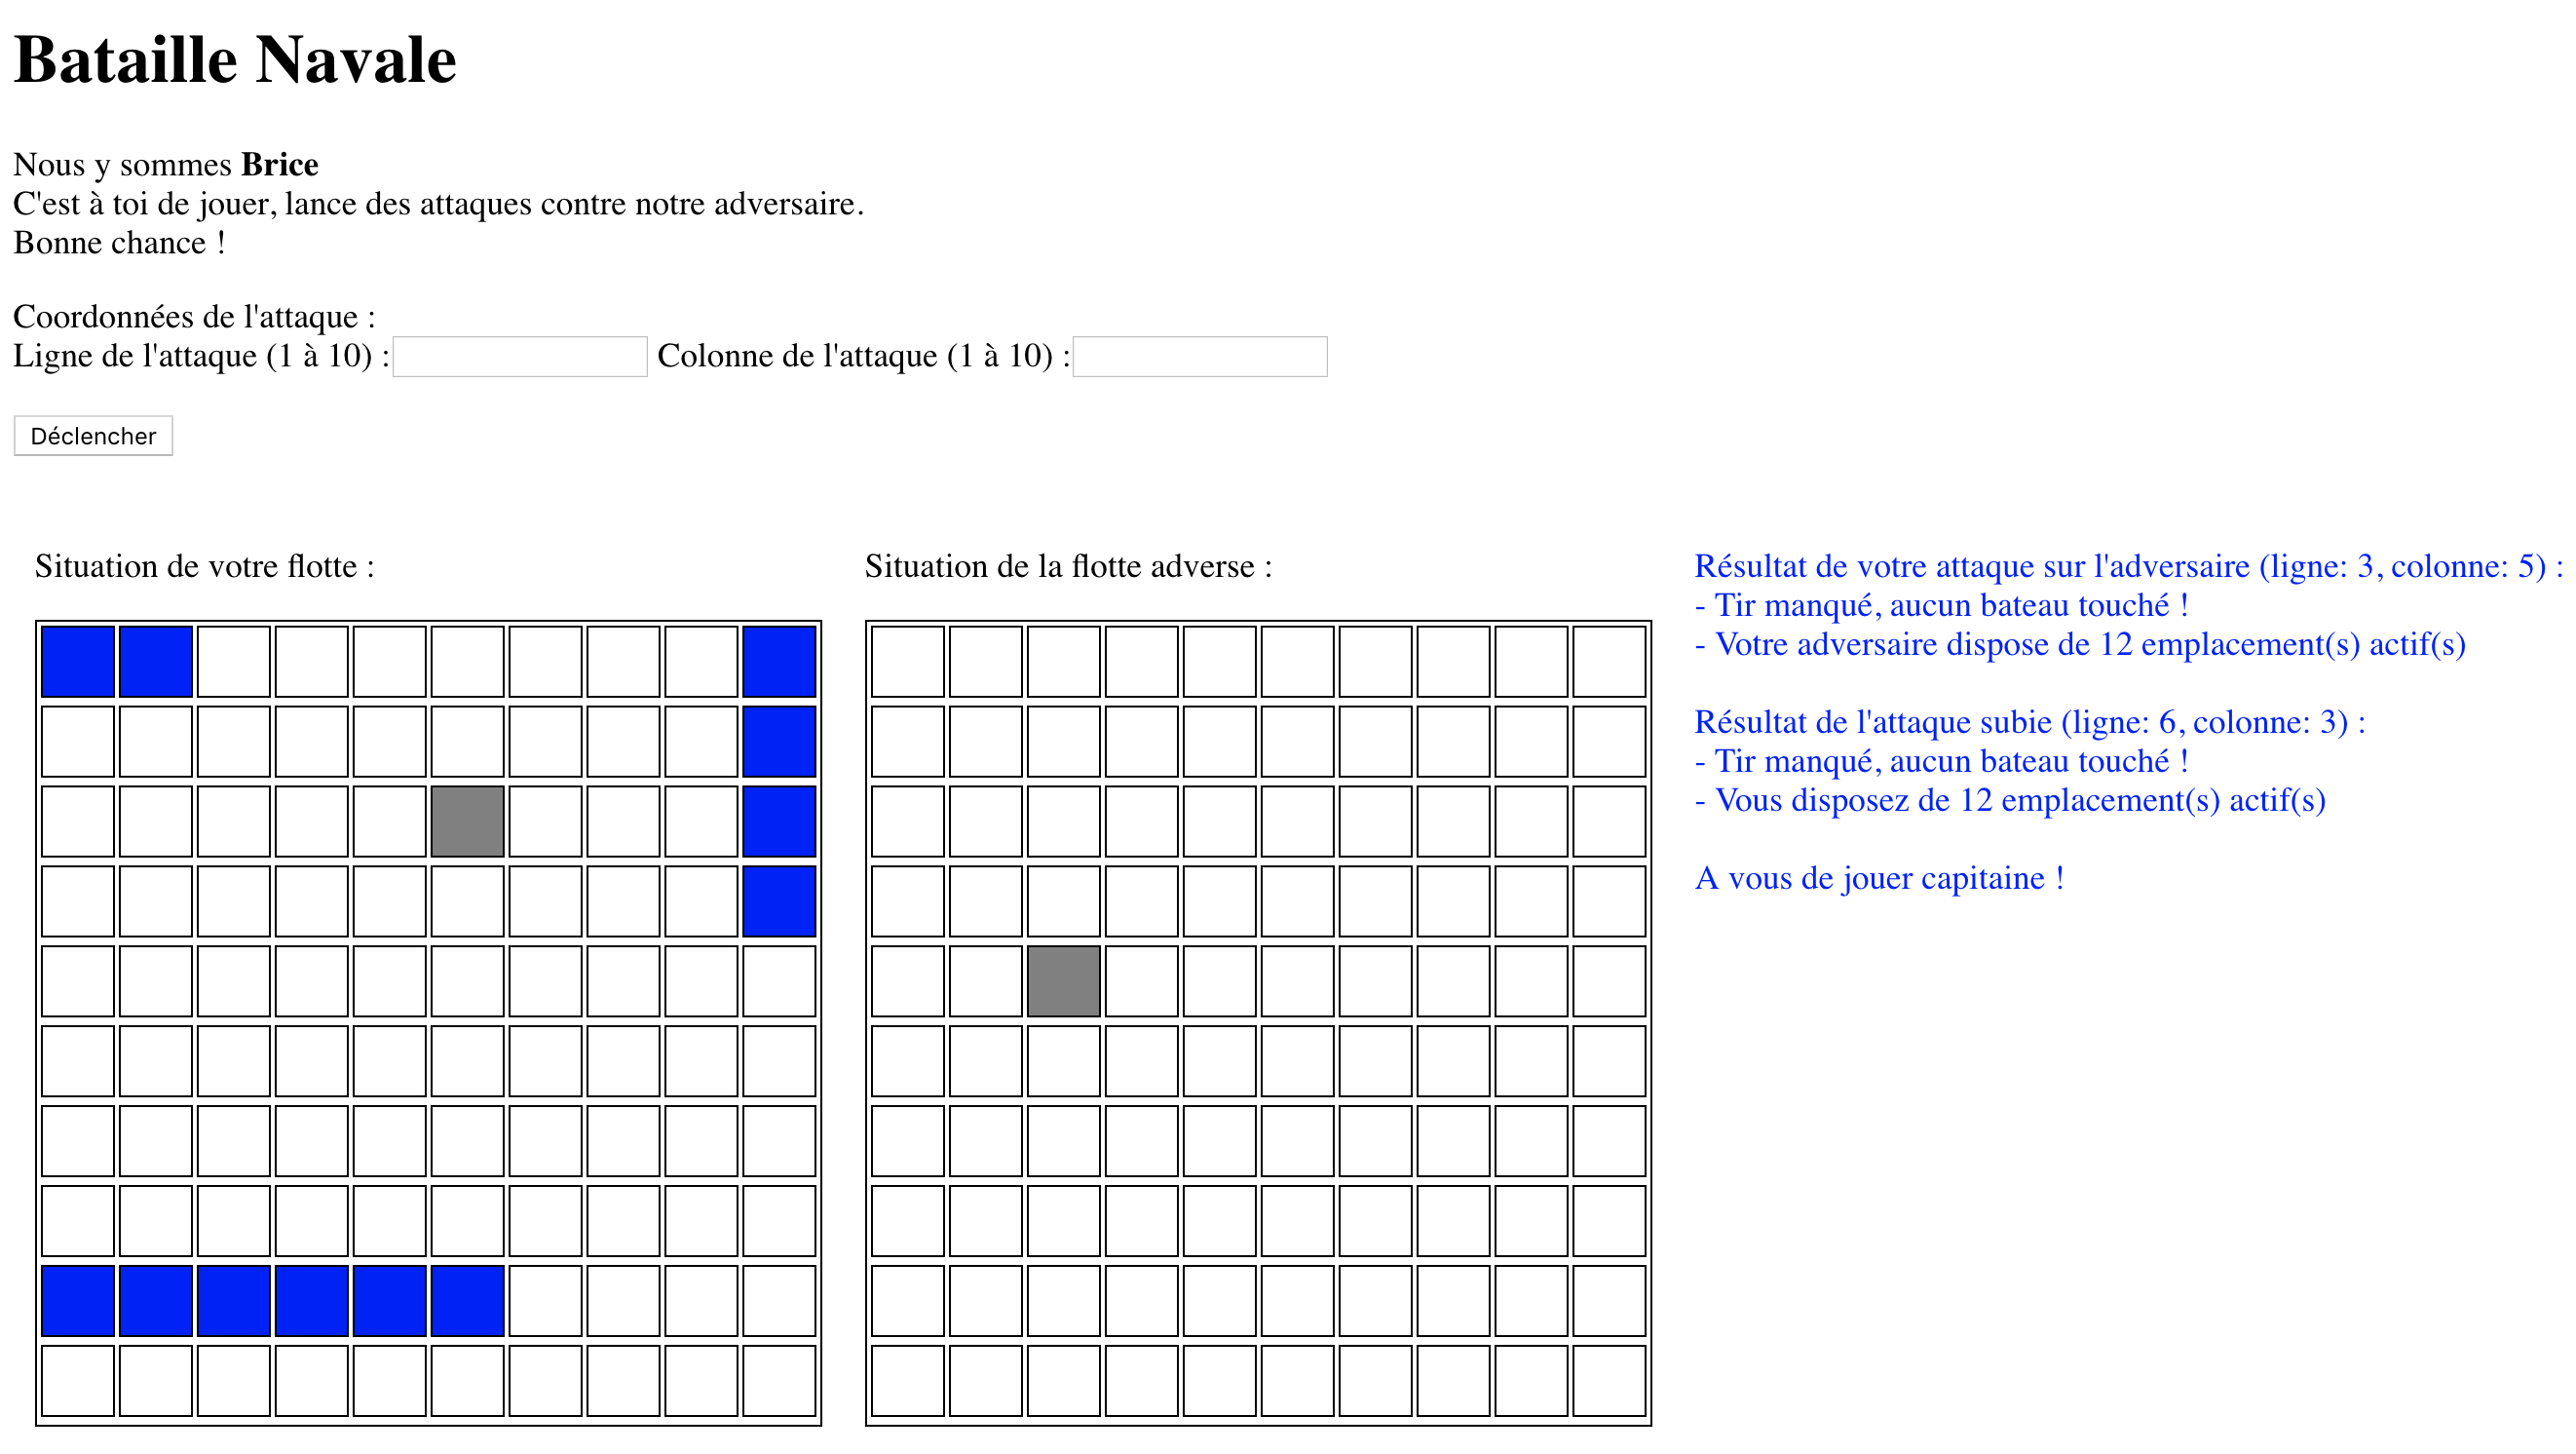 Bataille Navale
Nous y sommes Brice
C'est à toi de jouer, lance des attaques contre notre adversaire.
Bonne chance !
Coordonnées de l'attaque :
Ligne de l'attaque (1 à 10) : Colonne de l'attaque (1 à 10) :
Déclencher
Situation de votre flotte :
Situation de la flotte adverse :
Résultat de votre attaque sur l'adversaire (ligne: 3, colonne: 5) :
- Tir manqué, aucun bateau touché !
- Votre adversaire dispose de 12 emplacement(s) actif(s)
Résultat de l'attaque subie (ligne: 6, colonne: 3) :
- Tir manqué, aucun bateau touché !
- Vous disposez de 12 emplacement(s) actif(s)
A vous de jouer capitaine !